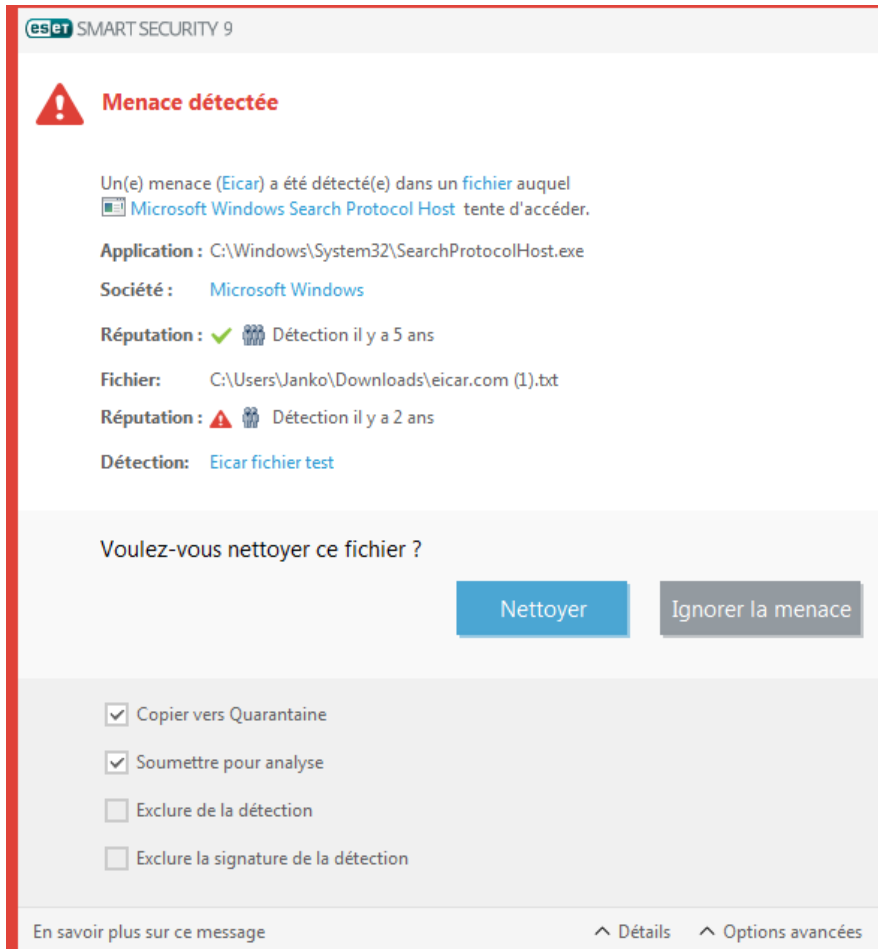 eset SMART SECURITY 9
Menace détectée
Un(e) menace (Eicar) a été détecté(e) dans un fichier auquel
Microsoft Windows Search Protocol Host tente d'accéder.
Application : C:\Windows\System32\SearchProtocolHost.exe
Société : Microsoft Windows
Réputation : Détection il y a 5 ans
Fichier: C:\Users\Janko\Downloads\eicar.com (1).txt
Réputation : Détection il y a 2 ans
Détection: Eicar fichier test
Voulez-vous nettoyer ce fichier ?
Nettoyer Ignorer la menace
Copier vers Quarantaine
Soumettre pour analyse
Exclure de la détection
Exclure la signature de la détection
En savoir plus sur ce message Détails Options avancées